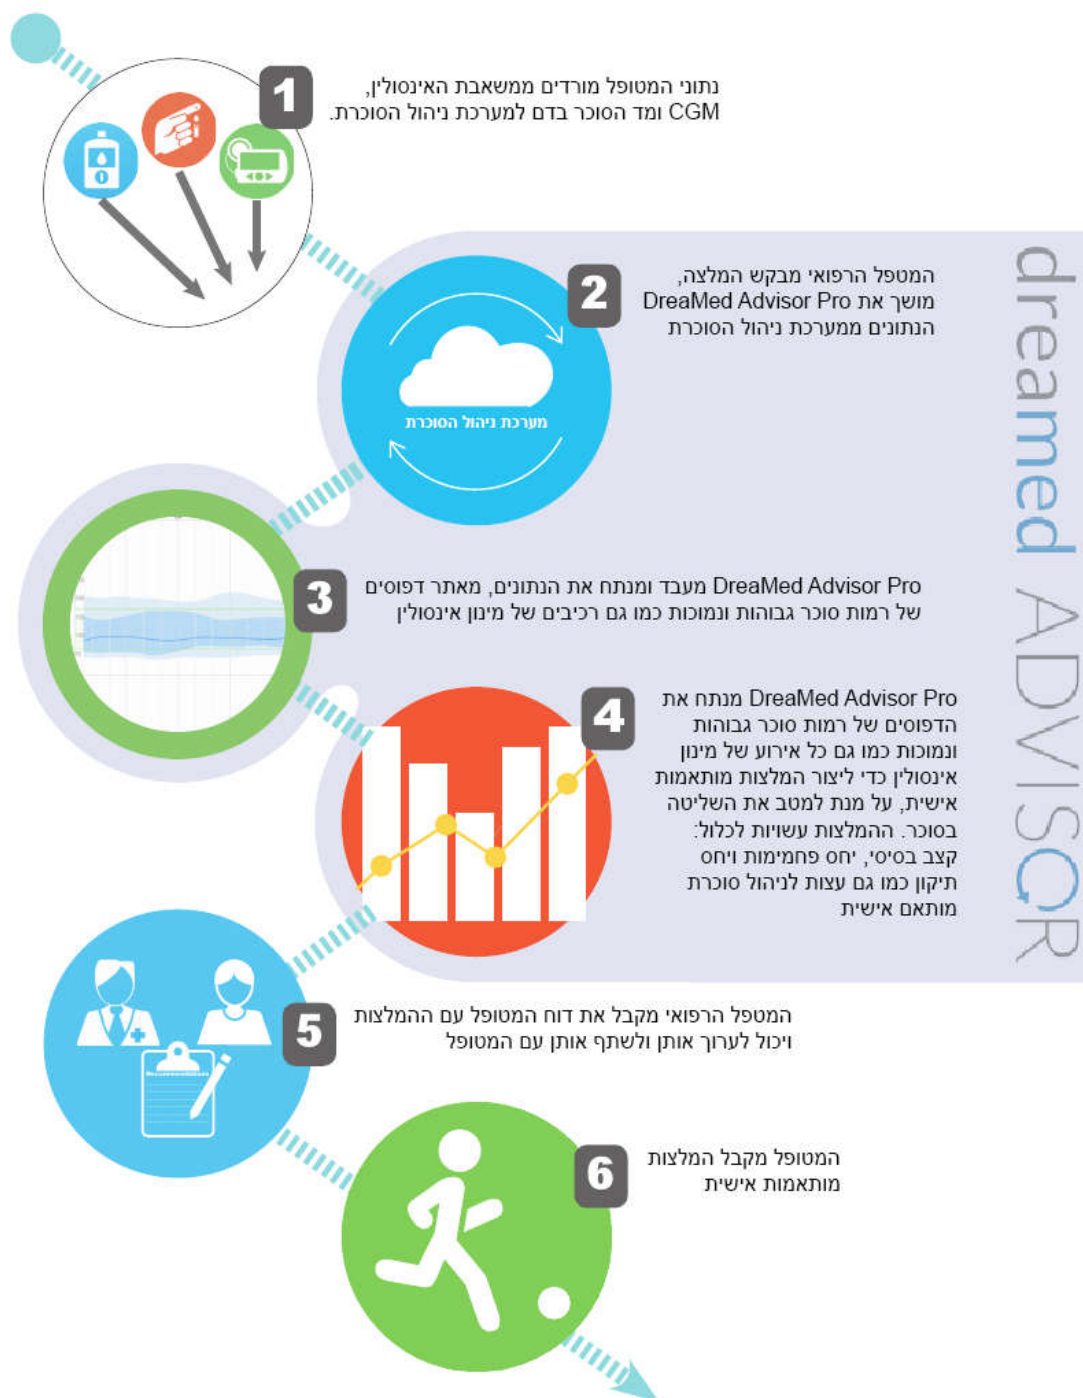 1
נתוני המטופל מורדים ממשאבת האינסולין,
CGM ומד הסוכר בדם למערכת ניהול הסוכרת.
2
המטפל הרפואי מבקש המלצה,
מושך את DreaMed Advisor Pro
הנתונים ממערכת ניהול הסוכרת
מערכת ניהול הסוכרת
dreamed ADVISOR
3
DreaMed Advisor Pro מעבד ומנתח את הנתונים, מאתר דפוסים
של רמות סוכר גבוהות ונמוכות כמו גם רכיבים של מינון אינסולין
4
DreaMed Advisor Pro מנתח את
הדפוסים של רמות סוכר גבוהות
ונמוכות כמו גם כל אירוע של מינון
אינסולין כדי ליצור המלצות מותאמות
אישית, על מנת למטב את השליטה
בסוכר. ההמלצות עשויות לכלול:
קצב בסיסי, יחס פחמימות ויחס
תיקון כמו גם עצות לניהול סוכרת
מותאם אישית
5
המטפל הרפואי מקבל את דוח המטופל עם ההמלצות
ויכול לערוך אותן ולשתף אותן עם המטופל
Recommendations
6
המטופל מקבל המלצות
מותאמות אישית